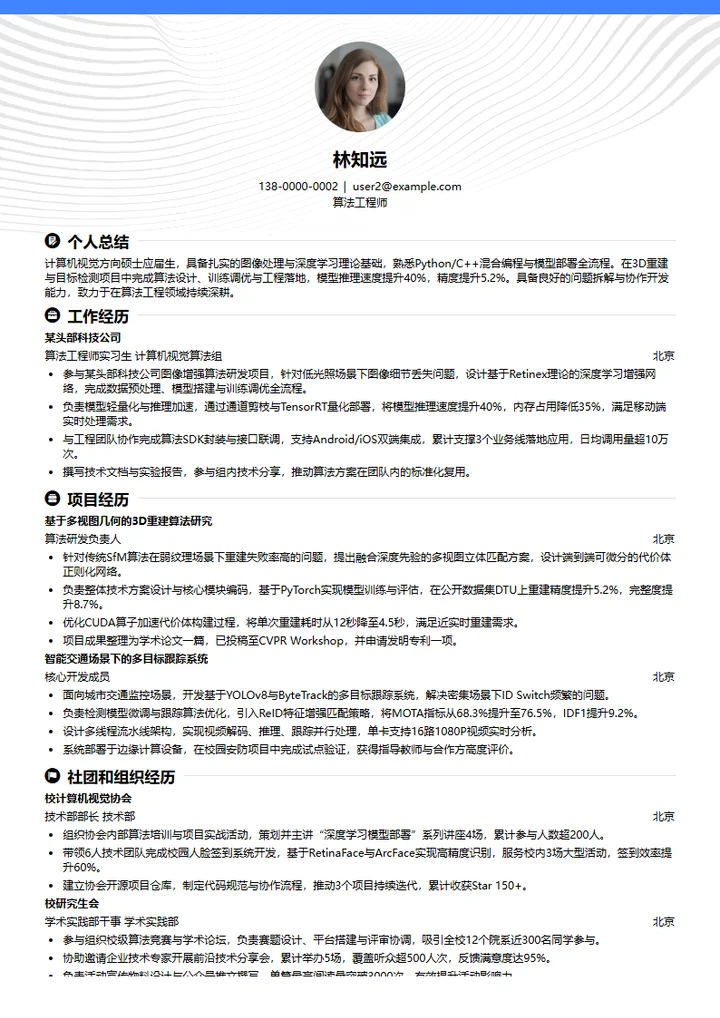 林知远
138-0000-0002 | user2@example.com
算法工程师
个人总结
计算机视觉方向硕士应届生，具备扎实的图像处理与深度学习理论基础，熟悉Python/C++混合编程与模型部署全流程。在3D重建
与目标检测项目中完成算法设计、训练调优与工程落地，模型推理速度提升40%，精度提升5.2%。具备良好的问题拆解与协作开发
能力，致力于在算法工程领域持续深耕。
工作经历
某头部科技公司
算法工程师实习生 计算机视觉算法组 北京
• 参与某头部科技公司图像增强算法研发项目，针对低光照场景下图像细节丢失问题，设计基于Retinex理论的深度学习增强网
络，完成数据预处理、模型搭建与训练调优全流程。
• 负责模型轻量化与推理加速，通过通道剪枝与TensorRT量化部署，将模型推理速度提升40%，内存占用降低35%，满足移动端
实时处理需求。
• 与工程团队协作完成算法SDK封装与接口联调，支持Android/iOS双端集成，累计支撑3个业务线落地应用，日均调用量超10万
次。
• 撰写技术文档与实验报告，参与组内技术分享，推动算法方案在团队内的标准化复用。
项目经历
基于多视图几何的3D重建算法研究
算法研发负责人 北京
• 针对传统SfM算法在弱纹理场景下重建失败率高的问题，提出融合深度先验的多视图立体匹配方案，设计端到端可微分的代价体
正则化网络。
• 负责整体技术方案设计与核心模块编码，基于PyTorch实现模型训练与评估，在公开数据集DTU上重建精度提升5.2%，完整度提
升8.7%。
• 优化CUDA算子加速代价体构建过程，将单次重建耗时从12秒降至4.5秒，满足近实时重建需求。
• 项目成果整理为学术论文一篇，已投稿至CVPR Workshop，并申请发明专利一项。
智能交通场景下的多目标跟踪系统
核心开发成员 北京
• 面向城市交通监控场景，开发基于YOLOv8与ByteTrack的多目标跟踪系统，解决密集场景下ID Switch频繁的问题。
• 负责检测模型微调与跟踪算法优化，引入ReID特征增强匹配策略，将MOTA指标从68.3%提升至76.5%，IDF1提升9.2%。
• 设计多线程流水线架构，实现视频解码、推理、跟踪并行处理，单卡支持16路1080P视频实时分析。
• 系统部署于边缘计算设备，在校园安防项目中完成试点验证，获得指导教师与合作方高度评价。
社团和组织经历
校计算机视觉协会
技术部部长 技术部 北京
• 组织协会内部算法培训与项目实战活动，策划并主讲“深度学习模型部署”系列讲座4场，累计参与人数超200人。
• 带领6人技术团队完成校园人脸签到系统开发，基于RetinaFace与ArcFace实现高精度识别，服务校内3场大型活动，签到效率提
升60%。
• 建立协会开源项目仓库，制定代码规范与协作流程，推动3个项目持续迭代，累计收获Star 150+。
校研究生会
学术实践部干事 学术实践部 北京
• 参与组织校级算法竞赛与学术论坛，负责赛题设计、平台搭建与评审协调，吸引全校12个院系近300名同学参与。
• 协助邀请企业技术专家开展前沿技术分享会，累计举办5场，覆盖听众超500人次，反馈满意度达95%。
• 负责活动宣传物料设计与公众号推文撰写，单篇最高阅读量突破3000次，有效提升活动影响力。